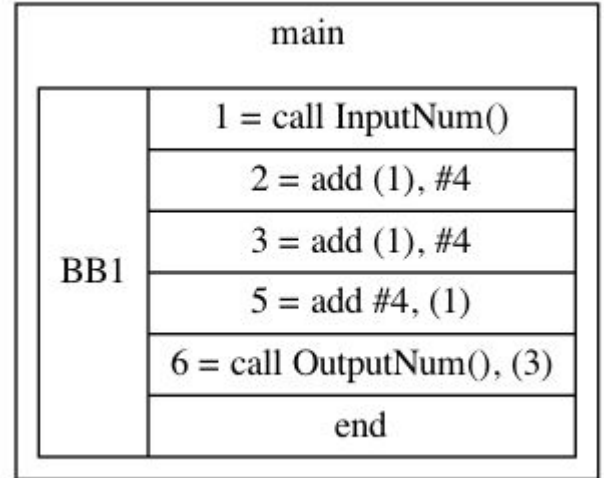 main
BB1
1 = call InputNum()
2 = add (1), #4
3 = add (1), #4
5 = add #4, (1)
6 = call OutputNum(), (3)
end